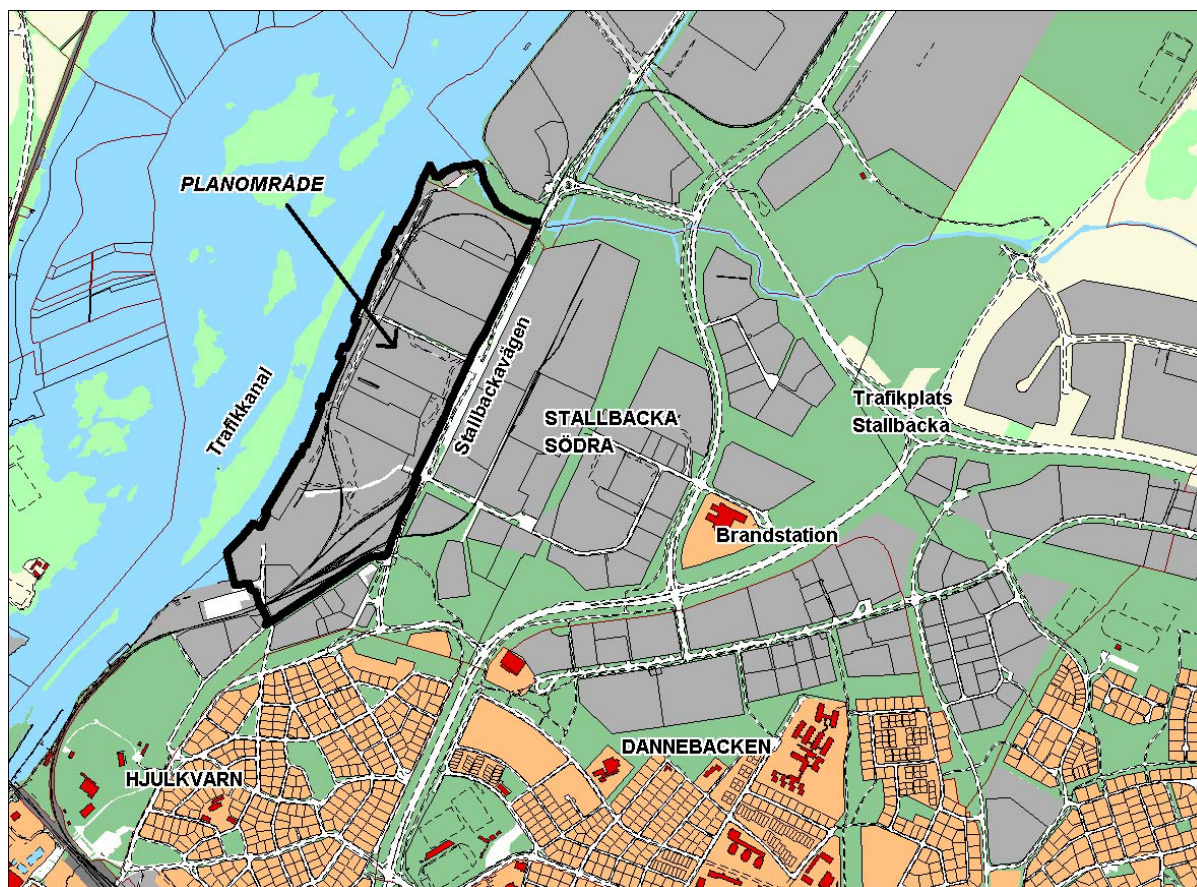 PLANOMRÅDE
Trafikkanal
Stallbackavägen
STALLBACKA
SÖDRA
Trafikplats
Stallbacka
Brandstation
DANNEBACKEN
HJULKVARN